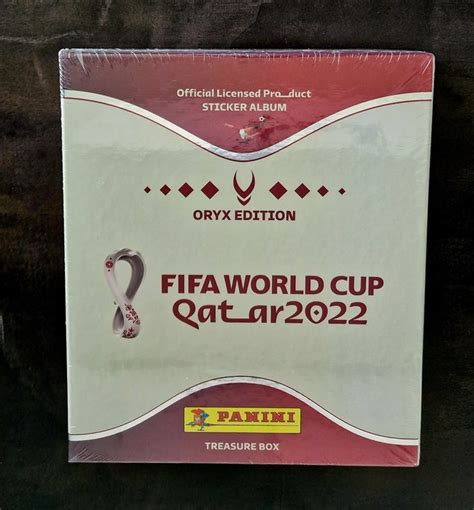 Official Licensed Product
STICKER ALBUM
ORYX EDITION
FIFA WORLD CUP
Qatar2022
PANINI
TREASURE BOX